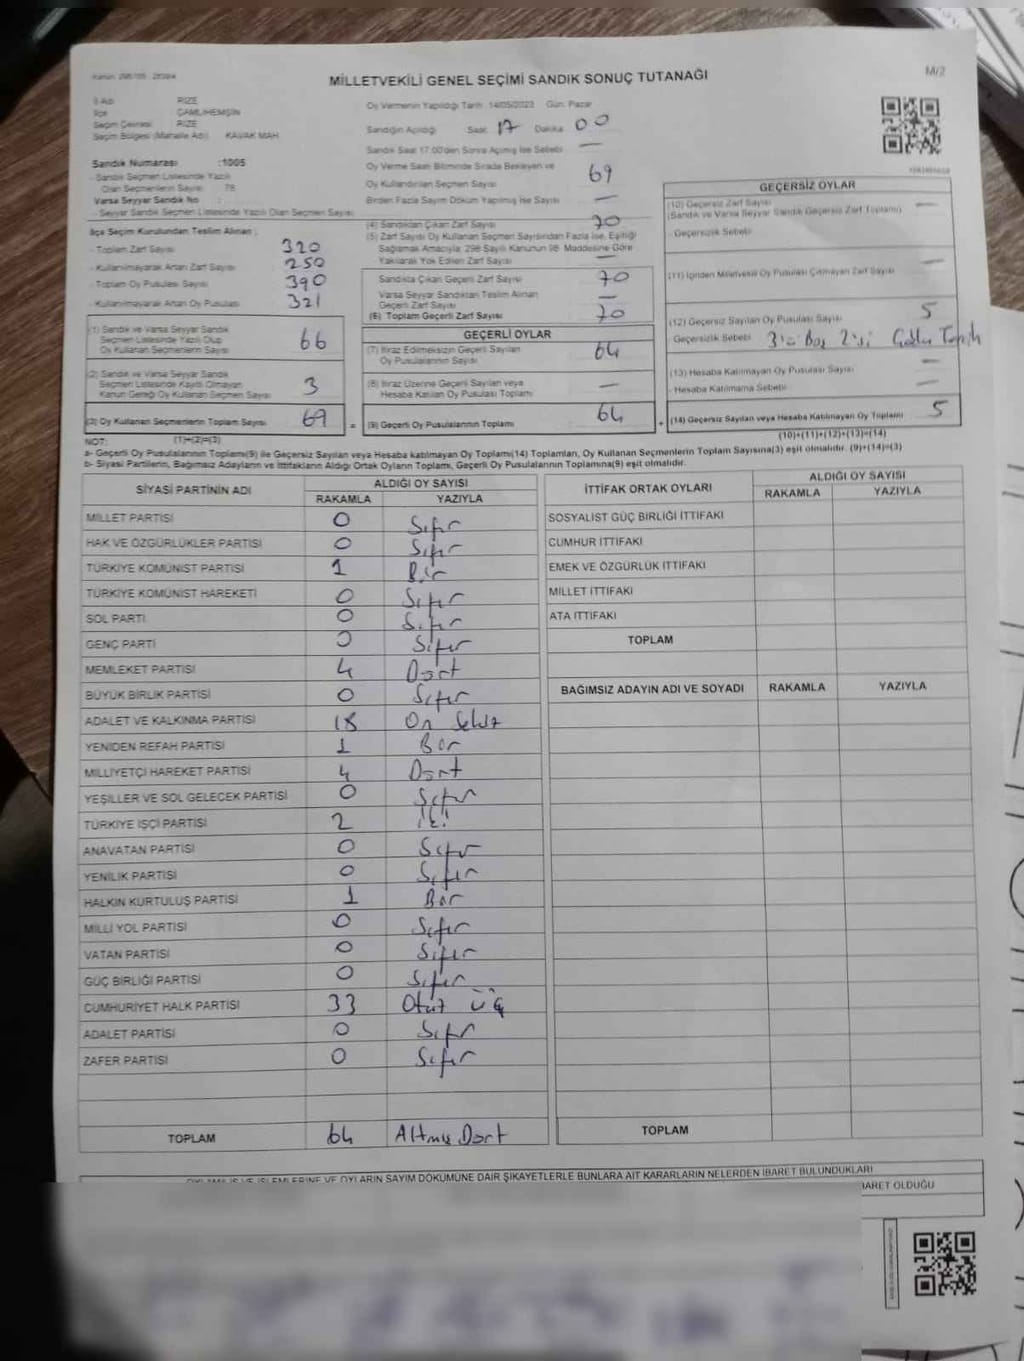 MİLLETVEKİLİ GENEL SEÇİMİ SANDIK SONUÇ TUTANAĞI
M/2
İl Adı : RİZE
İlçe : ÇAMLIHEMŞİN
Seçim Çevresi : RİZE
Seçim Bölgesi (Mahalle Adı) : KAVAK MAH
Oy Vermenin Yapıldığı Tarih : 14/05/2023 Gün: Pazar
Sandığın Açıldığı Saat: 17 Dakika 00
Sandık Saat 17.00'den Sonra Açılmış İse Sebebi —
Sandık Numarası :1005
- Sandık Seçmen Listesinde Yazılı
Olan Seçmenlerin Sayısı 78
Varsa Seyyar Sandık No :
- Seyyar Sandık Seçmen Listesinde Yazılı Olan Seçmen Sayısı
Oy Verme Saati Bitiminde Sırada Bekleyen ve
Oy Kullandırılan Seçmen Sayısı 69
Birden Fazla Sayım Döküm Yapılmış İse Sayısı —
İlçe Seçim Kurulundan Teslim Alınan ;
- Toplam Zarf Sayısı 320
- Kullanılmayarak Artan Zarf Sayısı 250
- Toplam Oy Pusulası Sayısı 390
- Kullanılmayarak Artan Oy Pusulası 321
(4) Sandıktan Çıkan Zarf Sayısı 70
(5) Zarf Sayısı Oy Kullanan Seçmen Sayısından Fazla İse, Eşitliği
Sağlamak Amacıyla, 298 Sayılı Kanunun 98. Maddesine Göre
Yakılarak Yok Edilen Zarf Sayısı —
Sandıkta Çıkan Geçerli Zarf Sayısı 70
Varsa Seyyar Sandıktan Teslim Alınan
Geçerli Zarf Sayısı —
(6) Toplam Geçerli Zarf Sayısı 70
GEÇERSİZ OYLAR
(10) Geçersiz Zarf Sayısı —
(Sandık ve Varsa Seyyar Sandık Geçersiz Zarf Toplamı)
- Geçersizlik Sebebi
(11) İçinden Milletvekili Oy Pusulası Çıkmayan Zarf Sayısı —
(12) Geçersiz Sayılan Oy Pusulası Sayısı 5
Geçersizlik Sebebi 3'ü Boş 2'si
(13) Hesaba Katılmayan Oy Pusulası Sayısı —
- Hesaba Katılmama Sebebi —
(14) Geçersiz Sayılan veya Hesaba Katılmayan Oy Toplamı 5
(10)+(11)+(12)+(13)=(14)
(1) Sandık ve Varsa Seyyar Sandık
Seçmen Listesinde Yazılı Olup
Oy Kullanan Seçmenlerin Sayısı 66
(2) Sandık ve Varsa Seyyar Sandık
Seçmen Listesinde Kayıtlı Olmayan
Kanun Gereği Oy Kullanan Seçmen Sayısı 3
(3) Oy Kullanan Seçmenlerin Toplam Sayısı 69
(1)+(2)=(3)
=
GEÇERLİ OYLAR
(7) İtiraz Edilmeksizin Geçerli Sayılan
Oy Pusulalarının Sayısı 64
(8) İtiraz Üzerine Geçerli Sayılan veya
Hesaba Katılan Oy Pusulası Toplamı —
(9) Geçerli Oy Pusulalarının Toplamı 64
+
NOT:
a- Geçerli Oy Pusulalarının Toplamı(9) ile Geçersiz Sayılan veya Hesaba katılmayan Oy Toplamı(14) Toplamları, Oy Kullanan Seçmenlerin Toplam Sayısına(3) eşit olmalıdır. (9)+(14)=(3)
b- Siyasi Partilerin, Bağımsız Adayların ve İttifakların Aldığı Ortak Oyların Toplamı, Geçerli Oy Pusulalarının Toplamına(9) eşit olmalıdır.
SİYASİ PARTİNİN ADI ALDIĞI OY SAYISI
RAKAMLA YAZIYLA
MİLLET PARTİSİ 0 Sıfır
HAK VE ÖZGÜRLÜKLER PARTİSİ 0 Sıfır
TÜRKİYE KOMÜNİST PARTİSİ 1 Bir
TÜRKİYE KOMÜNİST HAREKETİ 0 Sıfır
SOL PARTİ 0 Sıfır
GENÇ PARTİ 0 Sıfır
MEMLEKET PARTİSİ 4 Dört
BÜYÜK BİRLİK PARTİSİ 0 Sıfır
ADALET VE KALKINMA PARTİSİ 18 On Sekiz
YENİDEN REFAH PARTİSİ 1 Bir
MİLLİYETÇİ HAREKET PARTİSİ 4 Dört
YEŞİLLER VE SOL GELECEK PARTİSİ 0 Sıfır
TÜRKİYE İŞÇİ PARTİSİ 2 İki
ANAVATAN PARTİSİ 0 Sıfır
YENİLİK PARTİSİ 0 Sıfır
HALKIN KURTULUŞ PARTİSİ 1 Bir
MİLLİ YOL PARTİSİ 0 Sıfır
VATAN PARTİSİ 0 Sıfır
GÜÇ BİRLİĞİ PARTİSİ 0 Sıfır
CUMHURİYET HALK PARTİSİ 33 Otuz Üç
ADALET PARTİSİ 0 Sıfır
ZAFER PARTİSİ 0 Sıfır
TOPLAM 64 Altmış Dört
İTTİFAK ORTAK OYLARI ALDIĞI OY SAYISI
RAKAMLA YAZIYLA
SOSYALİST GÜÇ BİRLİĞİ İTTİFAKI
CUMHUR İTTİFAKI
EMEK VE ÖZGÜRLÜK İTTİFAKI
MİLLET İTTİFAKI
ATA İTTİFAKI
TOPLAM
BAĞIMSIZ ADAYIN ADI VE SOYADI RAKAMLA YAZIYLA
TOPLAM
VE OYLARIN SAYIM DÖKÜMÜNE DAİR ŞİKAYETLERLE BUNLARA AİT KARARLARIN NELERDEN İBARET BULUNDUKLARI
İBARET OLDUĞU